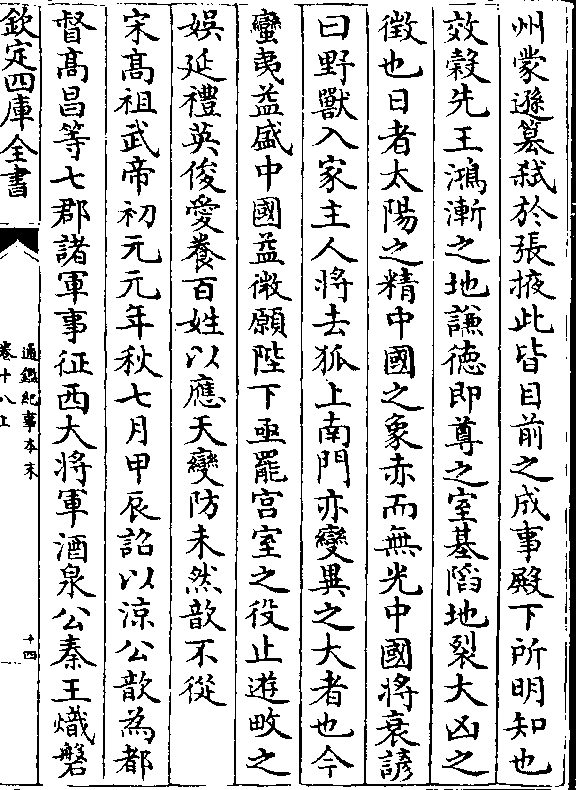 州蒙遜篡弑於張掖此皆目前之成事殿下所明知也
效榖先王鴻漸之地謙德即尊之室基䧟地裂大凶之
徴也日者太陽之精中國之象赤而無光中國將衰諺
曰野獸入家主人將去狐上南門亦變異之大者也今
蠻夷益盛中國益微願陛下亟罷宫室之役止遊畋之
娯延禮英俊愛養百姓以應天變防未然歆不從
宋髙祖武帝初元元年秋七月甲辰詔以涼公歆為都
督髙昌等七郡諸軍事征西大將軍酒泉公秦王熾磐
欽定四庫全書
通鑑紀事本末
卷十八上
十四